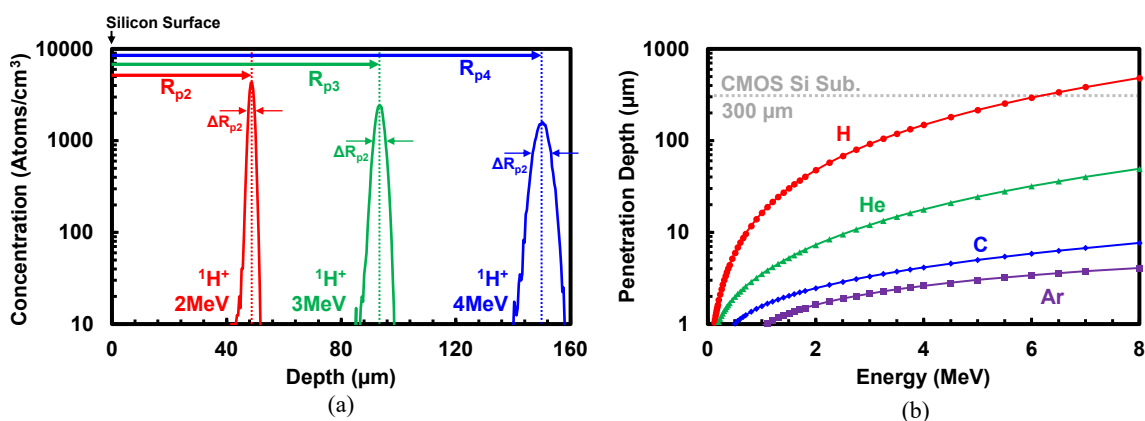 Silicon Surface
Concentration (Atoms/cm³)
10000
1000
100
10
Rp2
Rp3
Rp4
ΔRp2
ΔRp2
ΔRp2
¹H⁺
2MeV
¹H⁺
3MeV
¹H⁺
4MeV
0
40
80
120
160
Depth (μm)
(a)
Penetration Depth (μm)
1000
100
10
1
CMOS Si Sub.
300 μm
H
He
C
Ar
0
2
4
6
8
Energy (MeV)
(b)